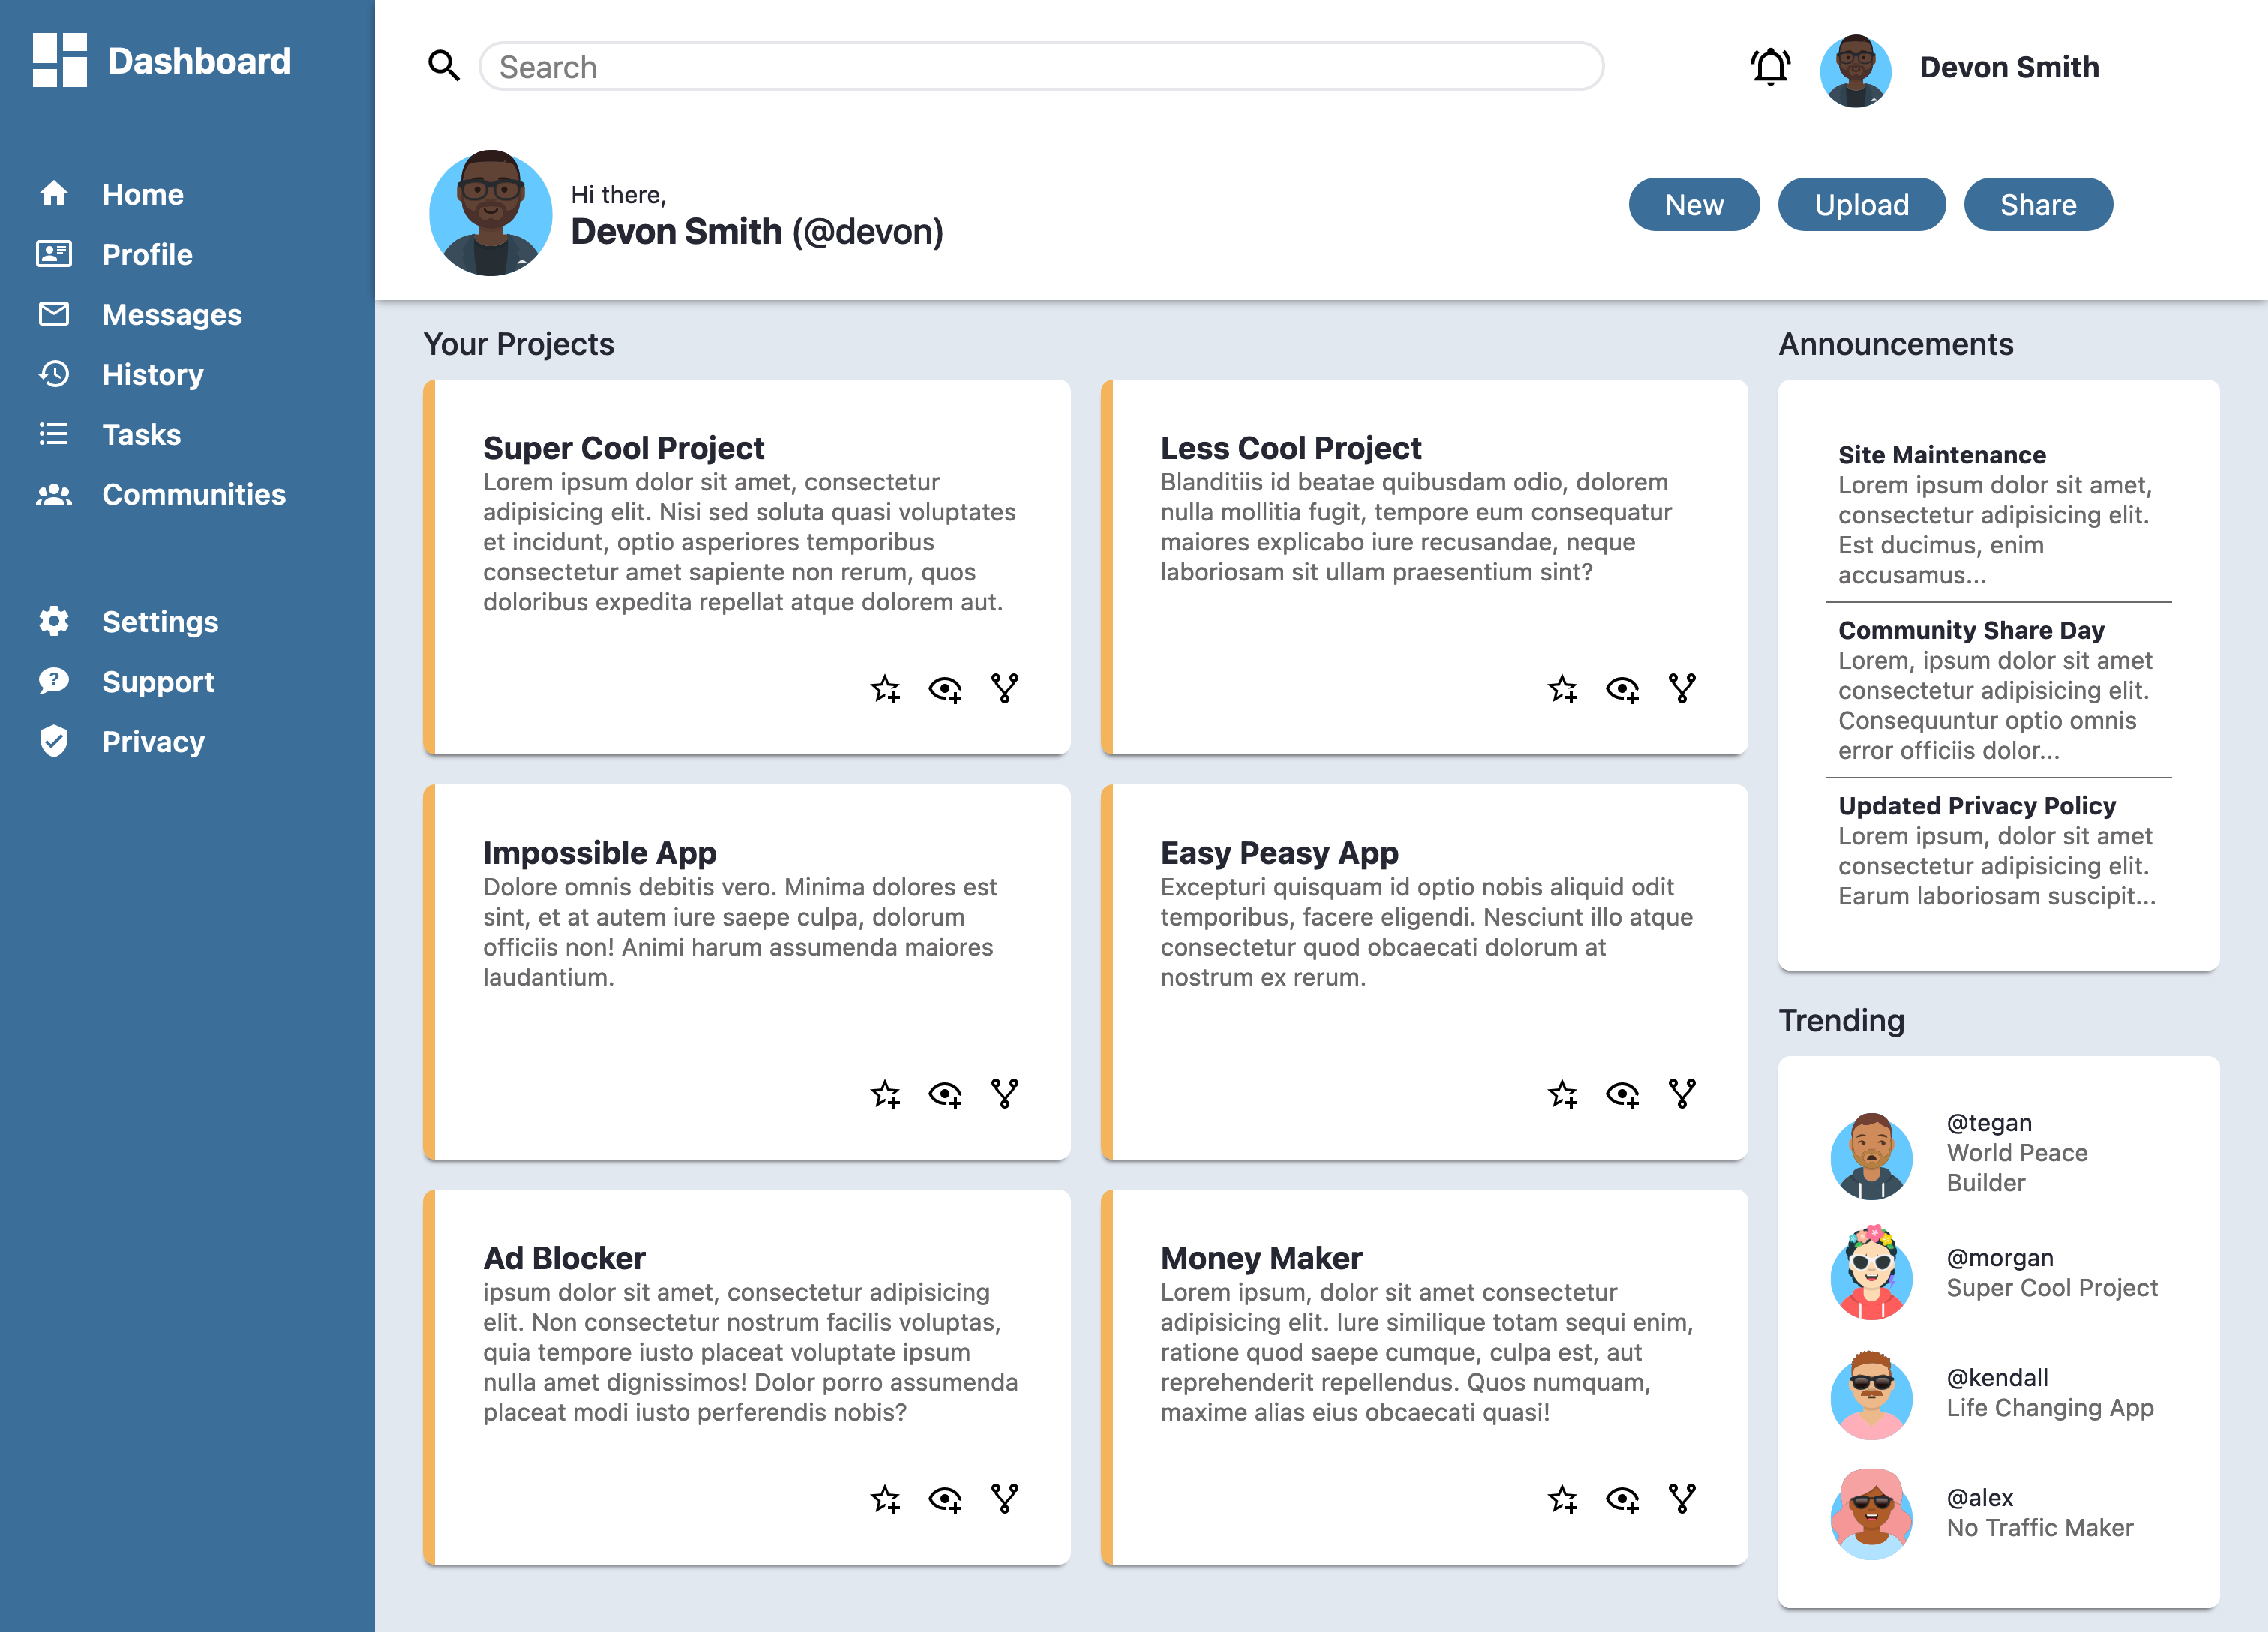 Dashboard
Home
Profile
Messages
History
Tasks
Communities
Settings
Support
Privacy
Search
Devon Smith
Hi there,
Devon Smith (@devon)
New
Upload
Share
Your Projects
Super Cool Project
Lorem ipsum dolor sit amet, consectetur
adipisicing elit. Nisi sed soluta quasi voluptates
et incidunt, optio asperiores temporibus
consectetur amet sapiente non rerum, quos
doloribus expedita repellat atque dolorem aut.
Less Cool Project
Blanditiis id beatae quibusdam odio, dolorem
nulla mollitia fugit, tempore eum consequatur
maiores explicabo iure recusandae, neque
laboriosam sit ullam praesentium sint?
Impossible App
Dolore omnis debitis vero. Minima dolores est
sint, et at autem iure saepe culpa, dolorum
officiis non! Animi harum assumenda maiores
laudantium.
Easy Peasy App
Excepturi quisquam id optio nobis aliquid odit
temporibus, facere eligendi. Nesciunt illo atque
consectetur quod obcaecati dolorum at
nostrum ex rerum.
Ad Blocker
ipsum dolor sit amet, consectetur adipisicing
elit. Non consectetur nostrum facilis voluptas,
quia tempore iusto placeat voluptate ipsum
nulla amet dignissimos! Dolor porro assumenda
placeat modi iusto perferendis nobis?
Money Maker
Lorem ipsum, dolor sit amet consectetur
adipisicing elit. Iure similique totam sequi enim,
ratione quod saepe cumque, culpa est, aut
reprehenderit repellendus. Quos numquam,
maxime alias eius obcaecati quasi!
Announcements
Site Maintenance
Lorem ipsum dolor sit amet,
consectetur adipisicing elit.
Est ducimus, enim
accusamus...
Community Share Day
Lorem, ipsum dolor sit amet
consectetur adipisicing elit.
Consequuntur optio omnis
error officiis dolor...
Updated Privacy Policy
Lorem ipsum, dolor sit amet
consectetur adipisicing elit.
Earum laboriosam suscipit...
Trending
@tegan
World Peace
Builder
@morgan
Super Cool Project
@kendall
Life Changing App
@alex
No Traffic Maker